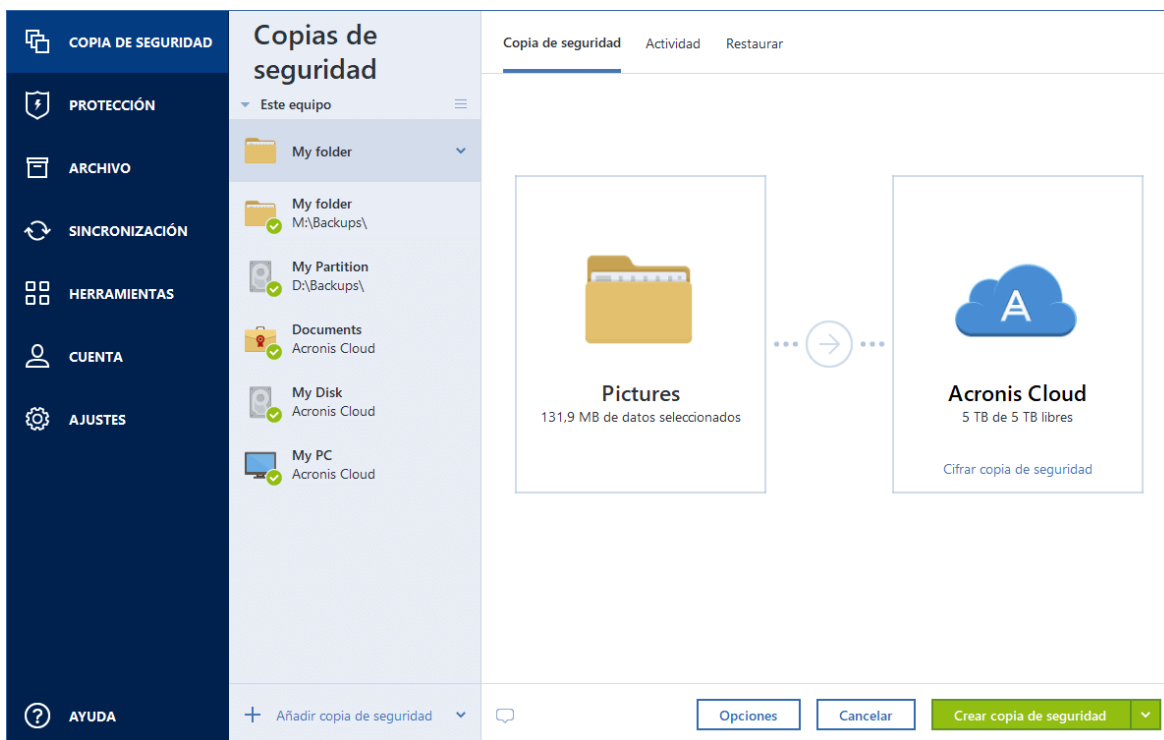 COPIA DE SEGURIDAD
PROTECCIÓN
ARCHIVO
SINCRONIZACIÓN
HERRAMIENTAS
CUENTA
AJUSTES
AYUDA
Copias de
seguridad
Este equipo
My folder
My folder
M:\Backups\
My Partition
D:\Backups\
Documents
Acronis Cloud
My Disk
Acronis Cloud
My PC
Acronis Cloud
Añadir copia de seguridad
Copia de seguridad Actividad Restaurar
Pictures
131,9 MB de datos seleccionados
A
Acronis Cloud
5 TB de 5 TB libres
Cifrar copia de seguridad
Opciones Cancelar Crear copia de seguridad